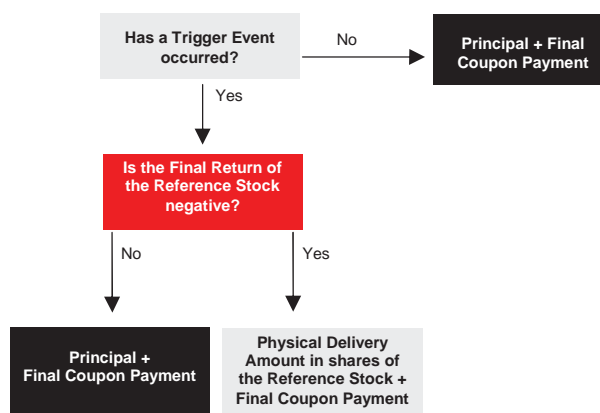 Has a Trigger Event
occurred?
No
Principal + Final
Coupon Payment
Yes
Is the Final Return of
the Reference Stock
negative?
No
Yes
Principal +
Final Coupon Payment
Physical Delivery
Amount in shares of
the Reference Stock +
Final Coupon Payment